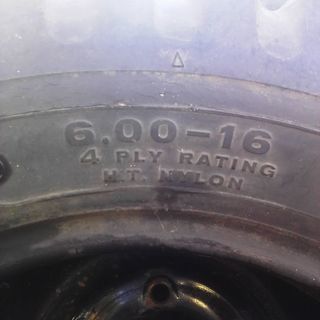 6.00-16
4 PLY RATING
H.T. NYLON